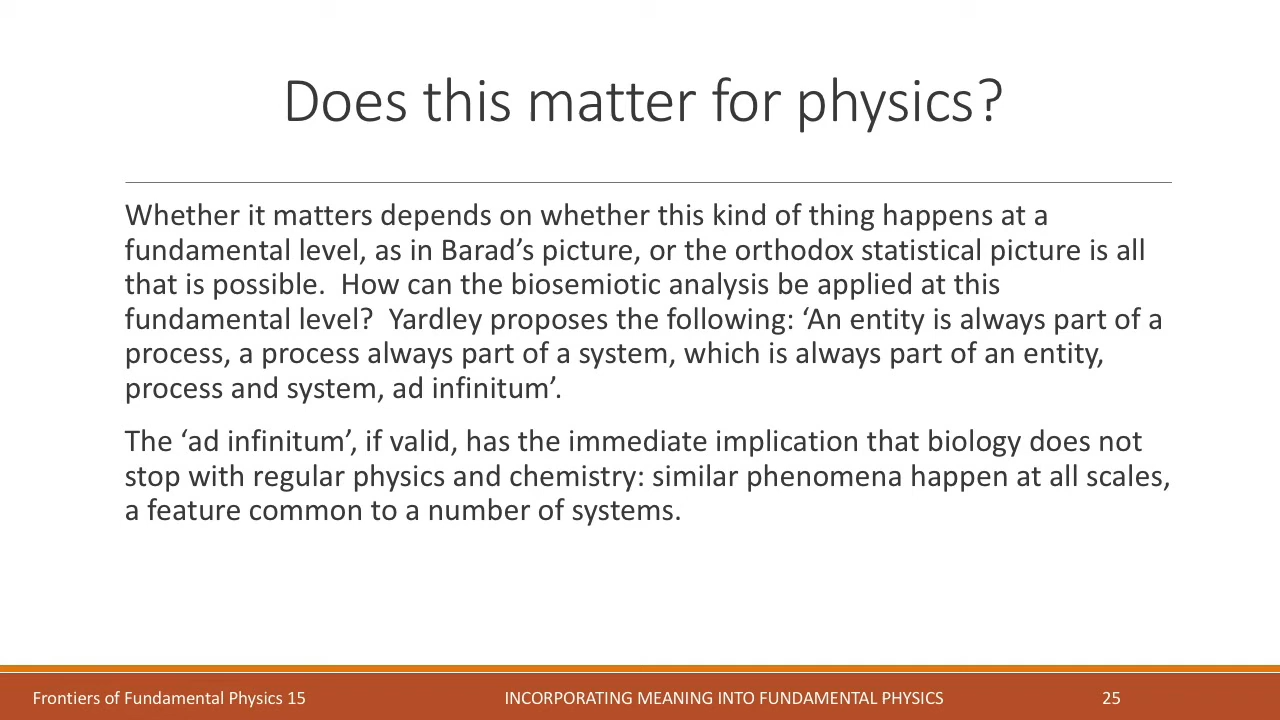 Does this matter for physics?
Whether it matters depends on whether this kind of thing happens at a
fundamental level, as in Barad’s picture, or the orthodox statistical picture is all
that is possible.  How can the biosemiotic analysis be applied at this
fundamental level?  Yardley proposes the following: ‘An entity is always part of a
process, a process always part of a system, which is always part of an entity,
process and system, ad infinitum’.
The ‘ad infinitum’, if valid, has the immediate implication that biology does not
stop with regular physics and chemistry: similar phenomena happen at all scales,
a feature common to a number of systems.
Frontiers of Fundamental Physics 15
INCORPORATING MEANING INTO FUNDAMENTAL PHYSICS
25